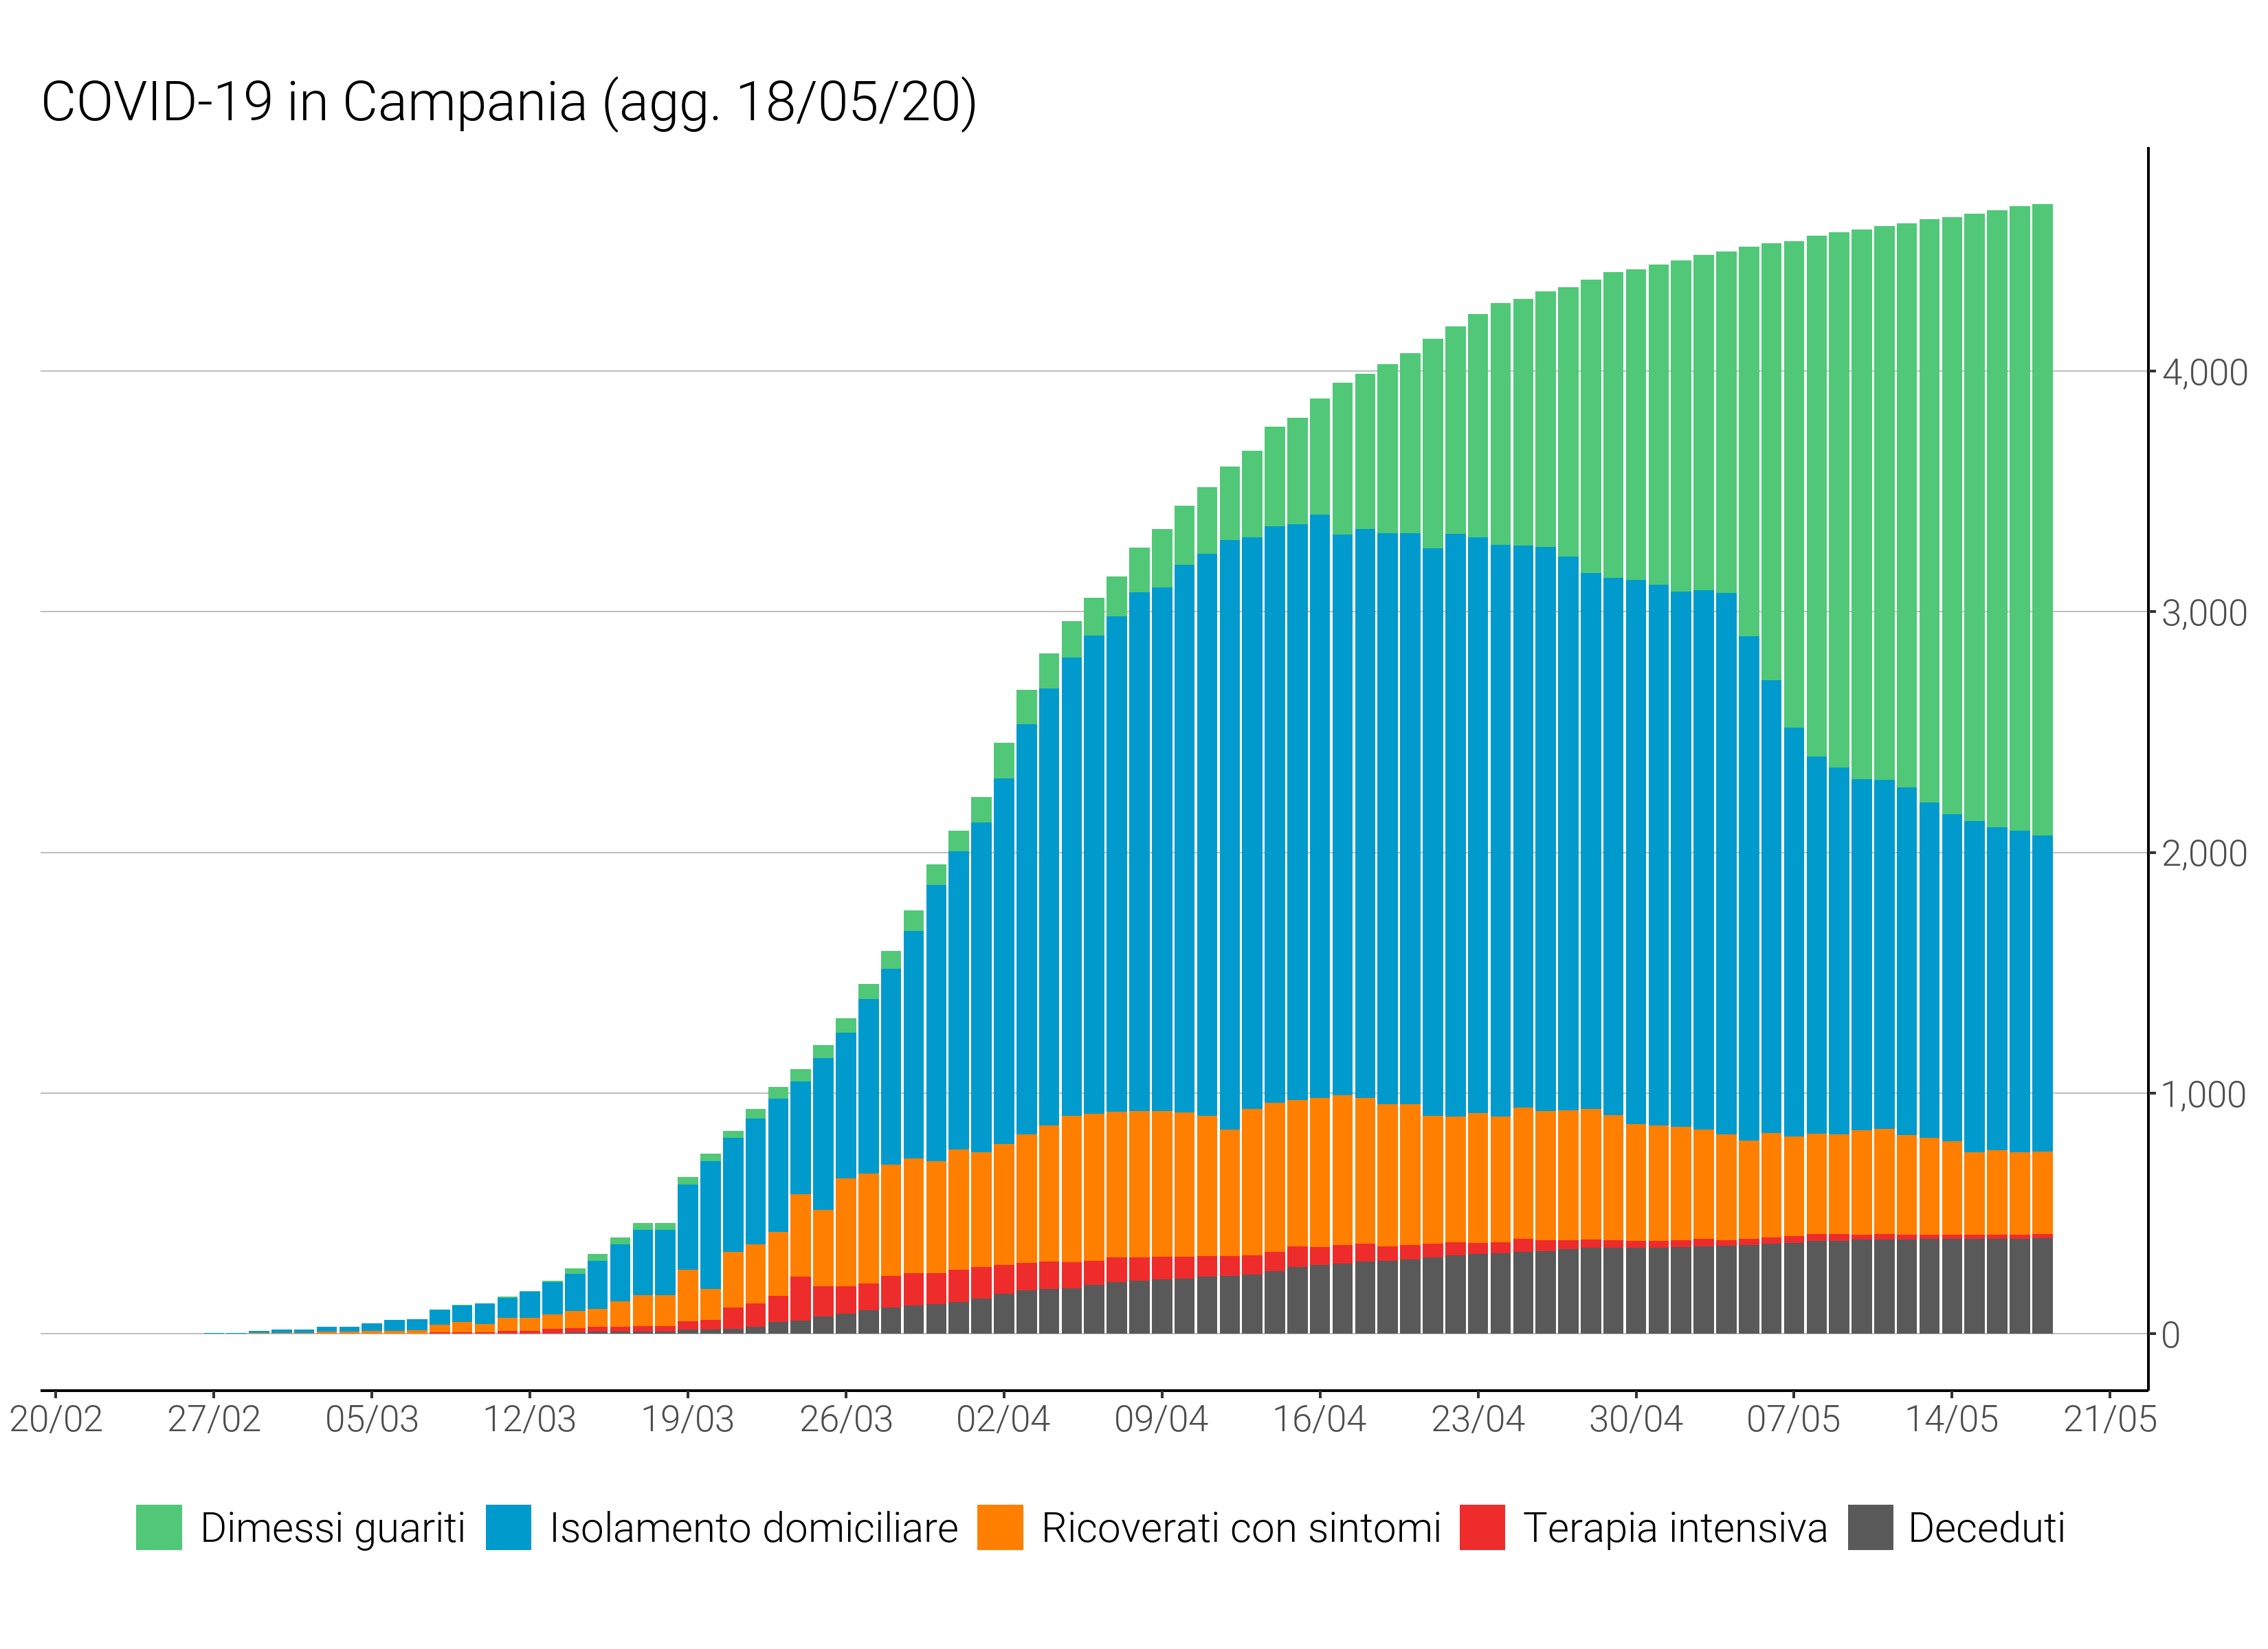 COVID-19 in Campania (agg. 18/05/20)
4,000
3,000
2,000
1,000
0
20/02 27/02 05/03 12/03 19/03 26/03 02/04 09/04 16/04 23/04 30/04 07/05 14/05 21/05
Dimessi guariti Isolamento domiciliare Ricoverati con sintomi Terapia intensiva Deceduti